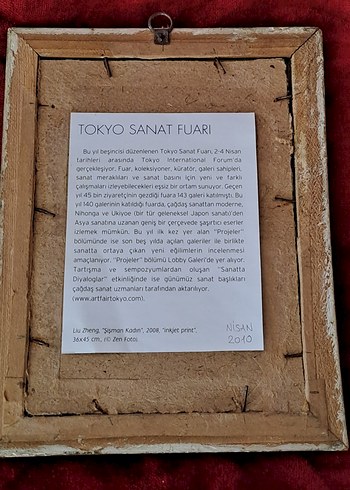 TOKYO SANAT FUARI
Bu yıl beşincisi düzenlenen Tokyo Sanat Fuarı, 2-4 Nisan
tarihleri arasında Tokyo International Forum'da
gerçekleşiyor. Fuar, koleksiyoner, küratör, galeri sahipleri,
sanat meraklıları ve sanat basını için yeni ve farklı
çalışmaları izleyebilecekleri eşsiz bir ortam sunuyor. Geçen
yıl 45 bin ziyaretçinin gezdiği fuara 143 galeri katılmıştı. Bu
yıl 140 galerinin katıldığı fuarda, çağdaş sanattan moderne,
Nihonga ve Ukiyoe (bir tür geleneksel Japon sanatı)'den
Asya sanatına uzanan geniş bir çerçevede şaşırtıcı eserler
izlemek mümkün. Bu yıl ilk kez yer alan "Projeler"
bölümünde ise son beş yılda açılan galeriler ile birlikte
sanatta ortaya çıkan yeni eğilimlerin incelenmesi
amaçlanıyor. "Projeler" bölümü Lobby Galeri'de yer alıyor.
Tartışma ve sempozyumlardan oluşan "Sanatta
Diyaloglar" etkinliğinde ise günümüz sanat başlıkları
çağdaş sanat uzmanları tarafından aktarılıyor.
(www.artfairtokyo.com).
Liu Zheng, "Şişman Kadın", 2008, "inkjet print",
36x45 cm., (© Zen Foto).
NİSAN
2010